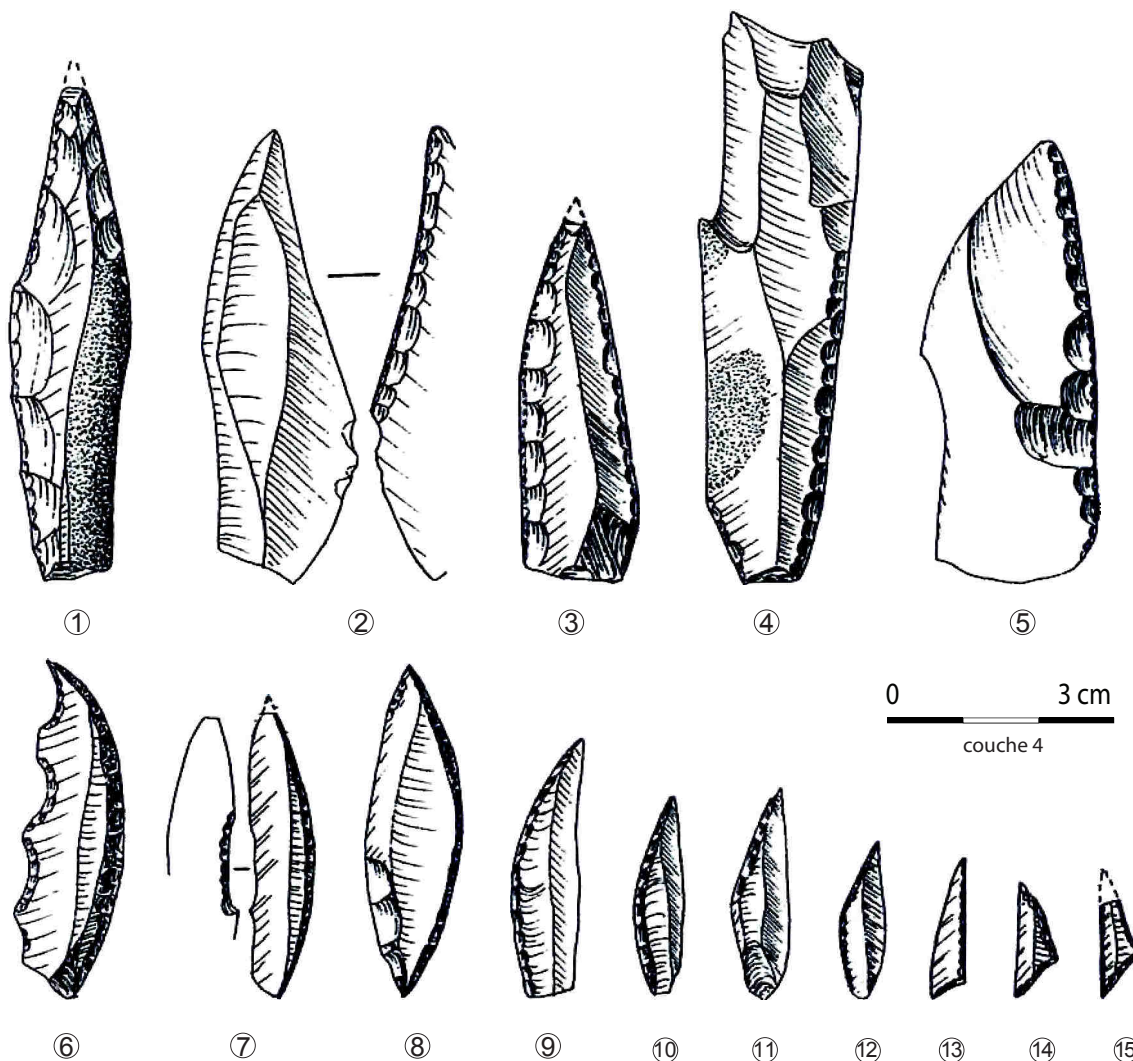 ① ② ③ ④ ⑤
0 3 cm
couche 4
⑥ ⑦ ⑧ ⑨ ⑩ ⑪ ⑫ ⑬ ⑭ ⑮